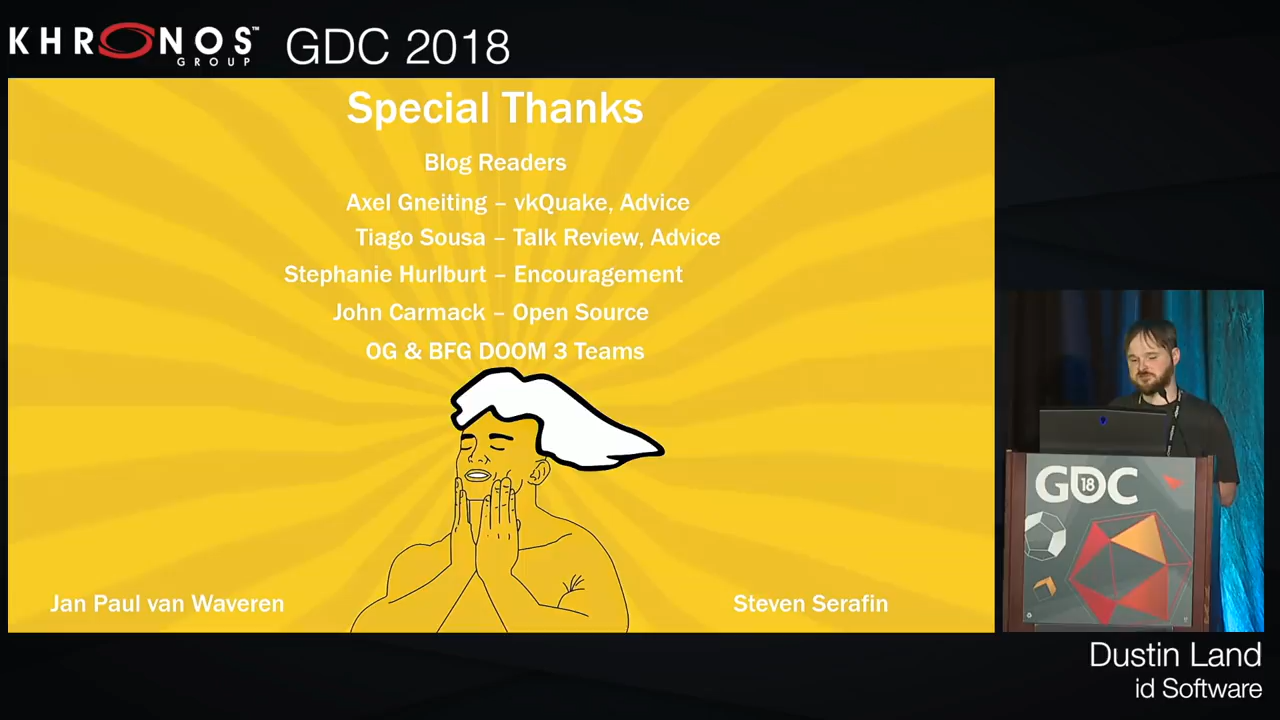 KHRONOS™
GROUP
GDC 2018
Special Thanks
Blog Readers
Axel Gneiting – vkQuake, Advice
Tiago Sousa – Talk Review, Advice
Stephanie Hurlburt – Encouragement
John Carmack – Open Source
OG & BFG DOOM 3 Teams
Jan Paul van Waveren
Steven Serafin
GDC
18
Dustin Land
id Software